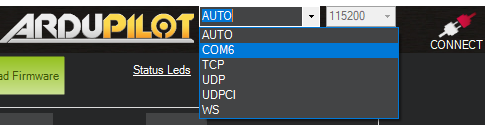 ARDUPILOT
AUTO
115200
AUTO
COM6
TCP
UDP
UDPCI
WS
CONNECT
ad Firmware
Status Leds